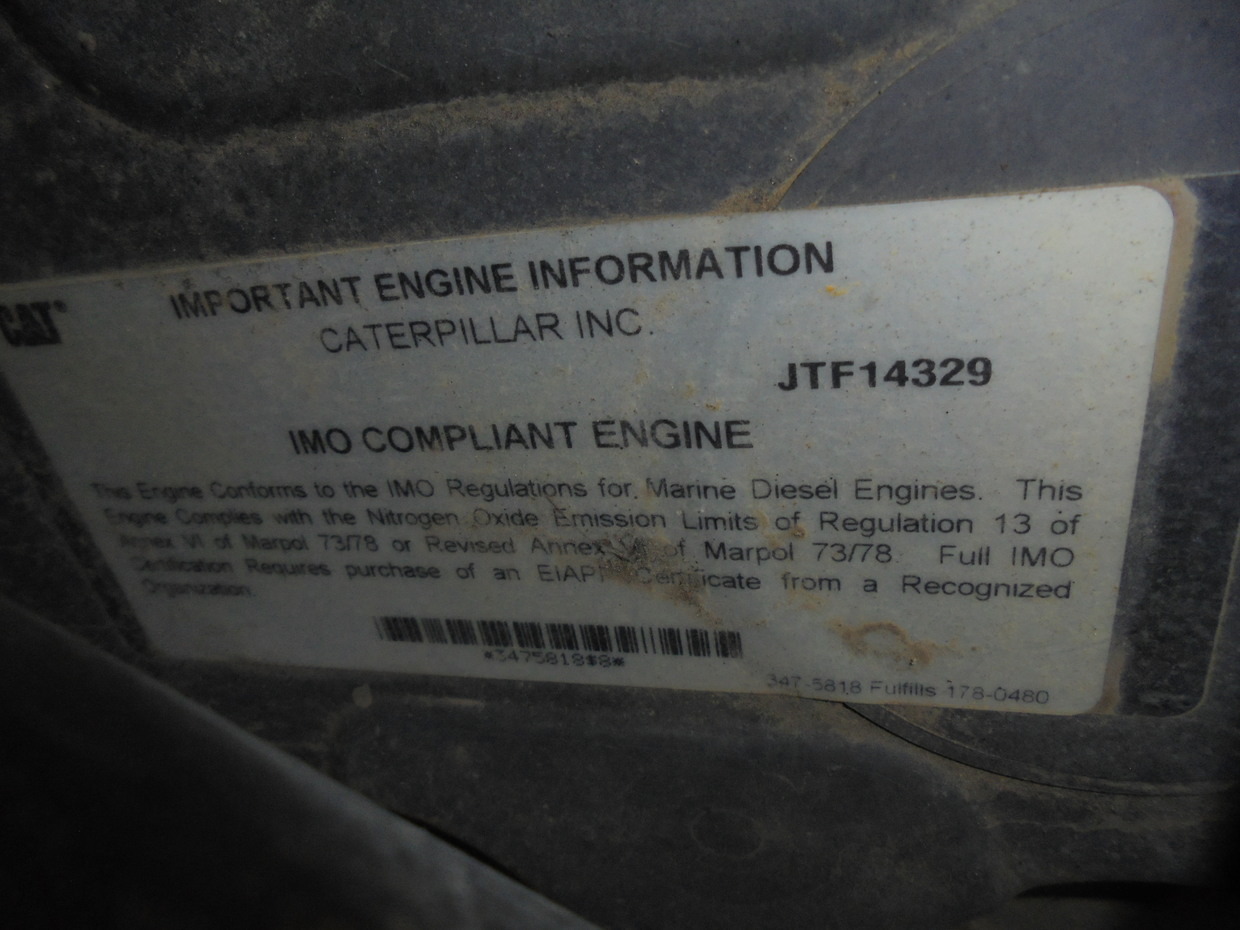 CAT®
IMPORTANT ENGINE INFORMATION
CATERPILLAR INC.
JTF14329
IMO COMPLIANT ENGINE
This Engine Conforms to the IMO Regulations for Marine Diesel Engines. This
Engine Complies with the Nitrogen Oxide Emission Limits of Regulation 13 of
Annex VI of Marpol 73/78 or Revised Annex VI of Marpol 73/78. Full IMO
Certification Requires purchase of an EIAPP Certificate from a Recognized
Organization.
*3475818$8*
347-5818 Fulfills 178-0480